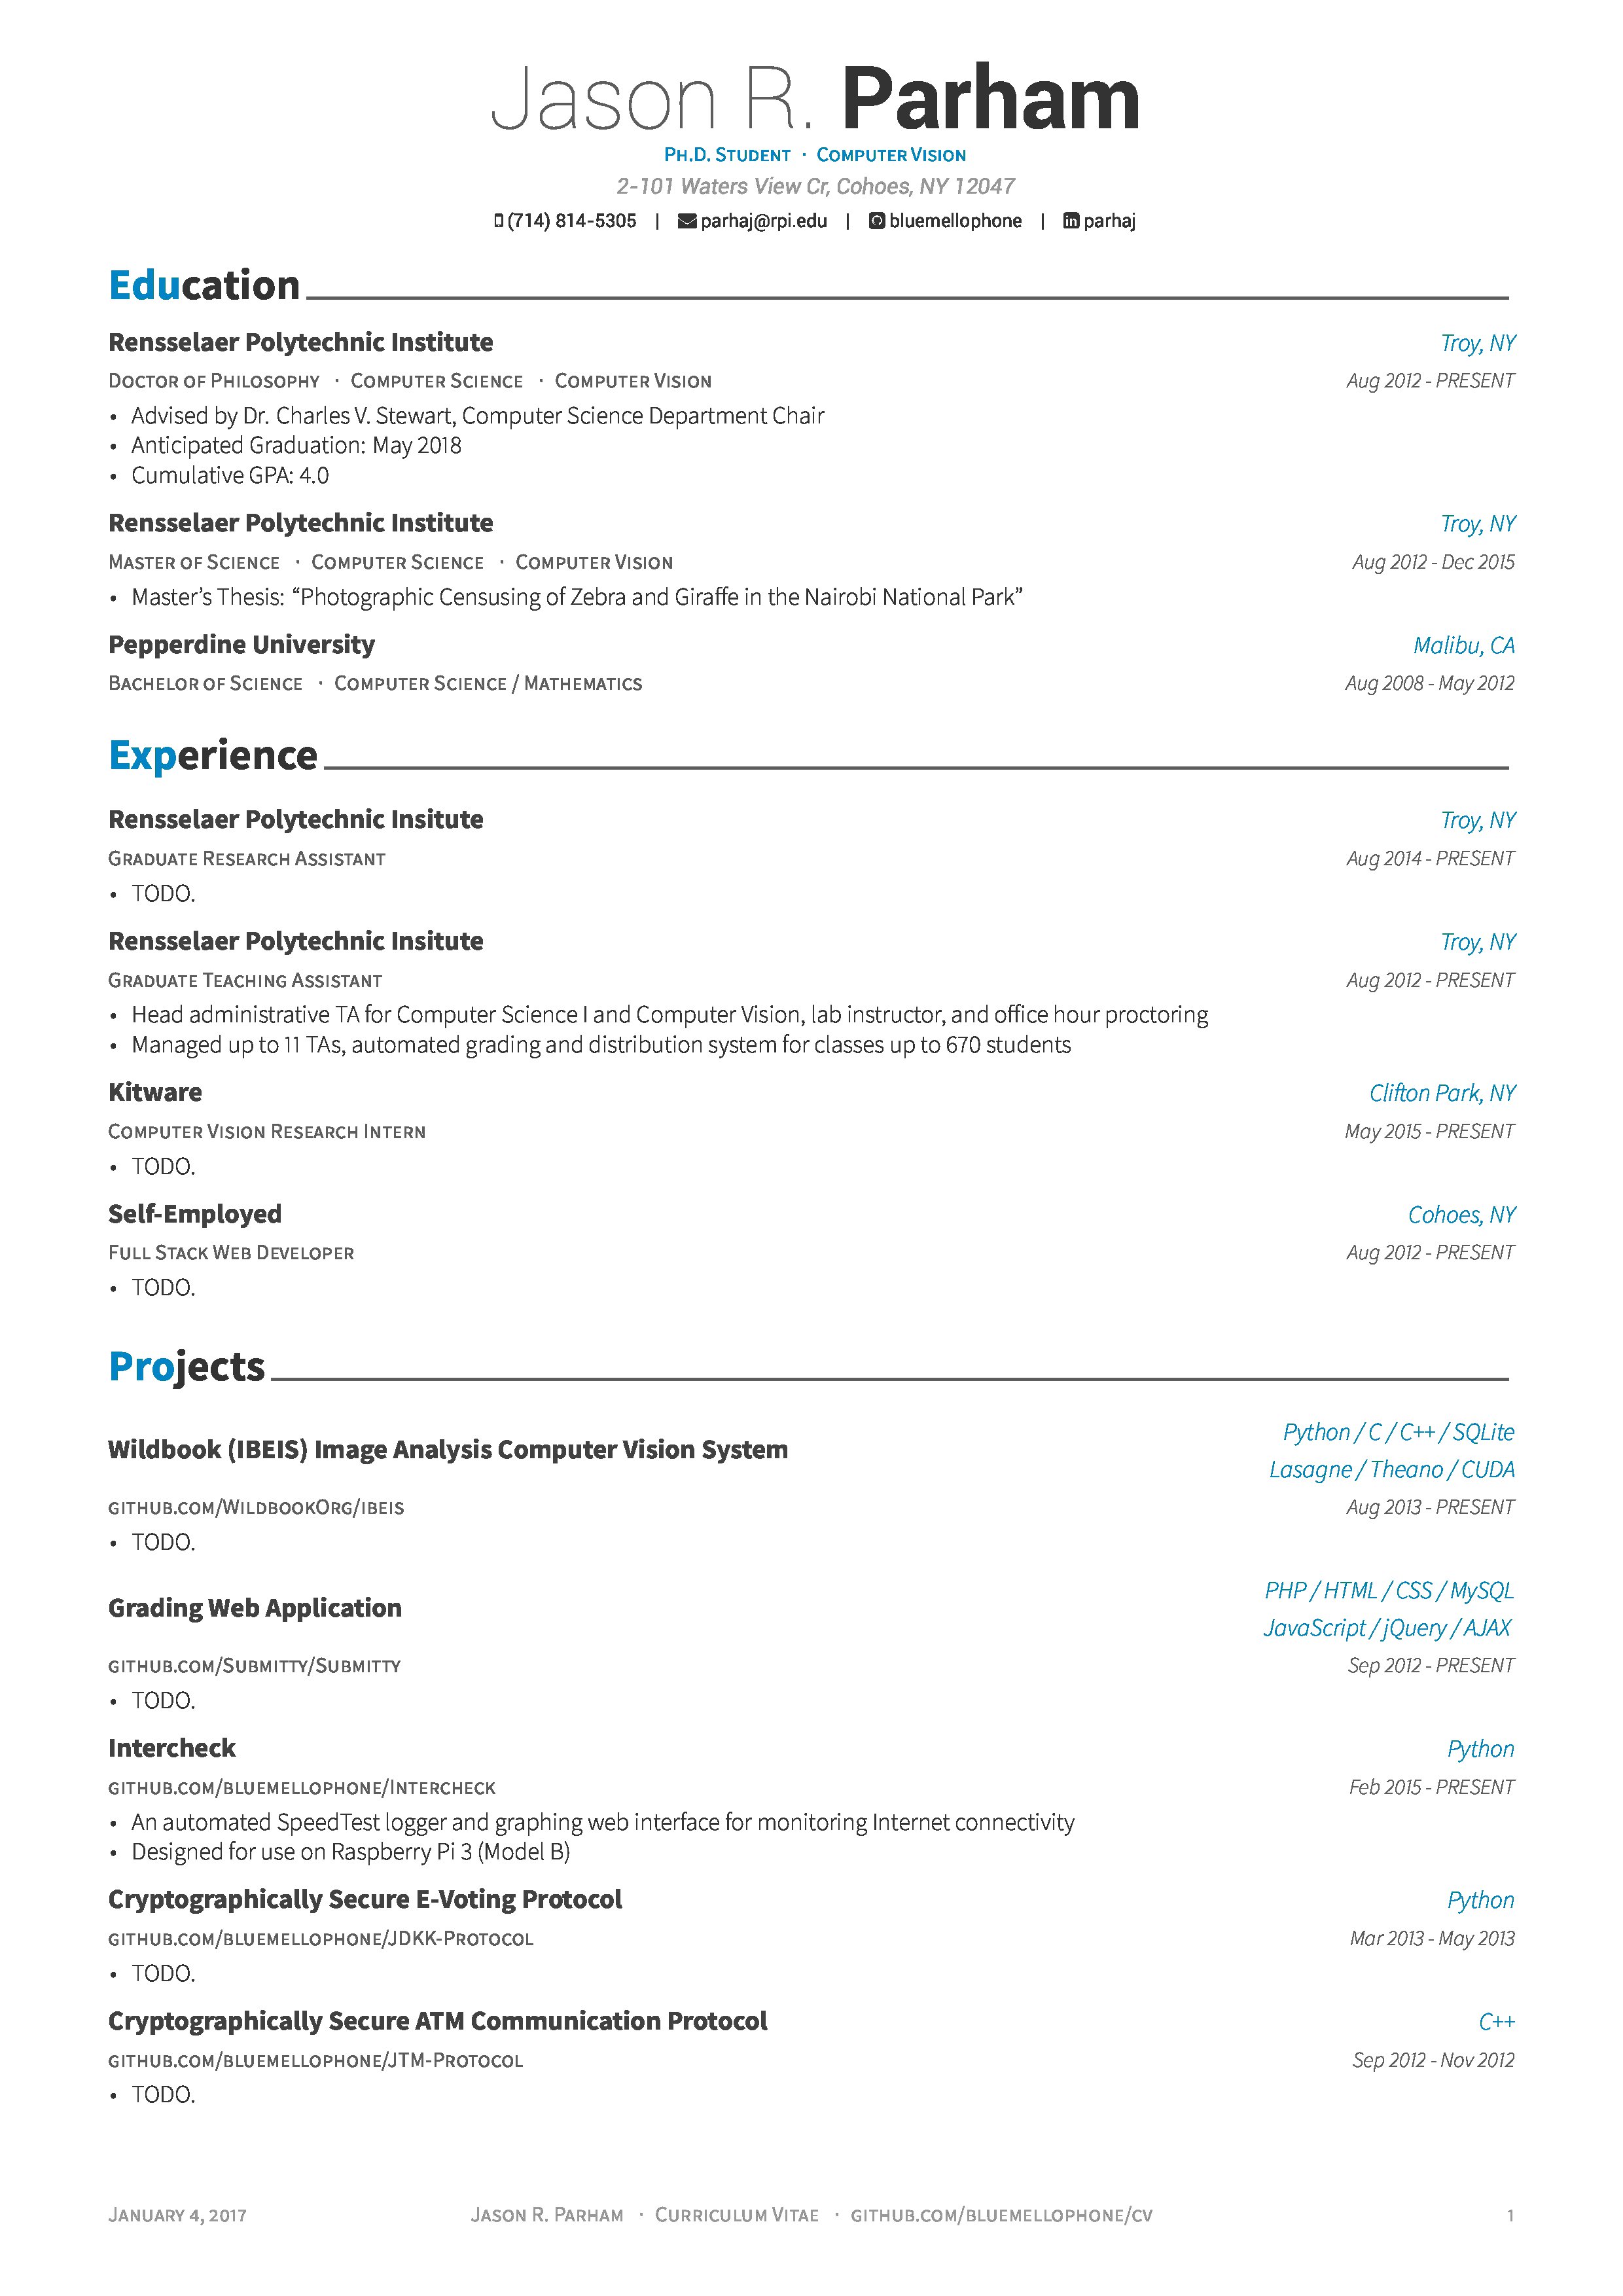 Jason R. Parham
Ph.D. Student · Computer Vision
2-101 Waters View Cr, Cohoes, NY 12047
(714) 814-5305 | parhaj@rpi.edu | bluemellophone | parhaj
Education
Rensselaer Polytechnic Institute Troy, NY
Doctor of Philosophy · Computer Science · Computer Vision Aug 2012 - PRESENT
• Advised by Dr. Charles V. Stewart, Computer Science Department Chair
• Anticipated Graduation: May 2018
• Cumulative GPA: 4.0
Rensselaer Polytechnic Institute Troy, NY
Master of Science · Computer Science · Computer Vision Aug 2012 - Dec 2015
• Master's Thesis: “Photographic Censusing of Zebra and Giraffe in the Nairobi National Park”
Pepperdine University Malibu, CA
Bachelor of Science · Computer Science / Mathematics Aug 2008 - May 2012
Experience
Rensselaer Polytechnic Insitute Troy, NY
Graduate Research Assistant Aug 2014 - PRESENT
• TODO.
Rensselaer Polytechnic Insitute Troy, NY
Graduate Teaching Assistant Aug 2012 - PRESENT
• Head administrative TA for Computer Science I and Computer Vision, lab instructor, and office hour proctoring
• Managed up to 11 TAs, automated grading and distribution system for classes up to 670 students
Kitware Clifton Park, NY
Computer Vision Research Intern May 2015 - PRESENT
• TODO.
Self-Employed Cohoes, NY
Full Stack Web Developer Aug 2012 - PRESENT
• TODO.
Projects
Wildbook (IBEIS) Image Analysis Computer Vision System Python / C / C++ / SQLite
Lasagne / Theano / CUDA
github.com/WildbookOrg/ibeis Aug 2013 - PRESENT
• TODO.
Grading Web Application PHP / HTML / CSS / MySQL
JavaScript / jQuery / AJAX
github.com/Submitty/Submitty Sep 2012 - PRESENT
• TODO.
Intercheck Python
github.com/bluemellophone/Intercheck Feb 2015 - PRESENT
• An automated SpeedTest logger and graphing web interface for monitoring Internet connectivity
• Designed for use on Raspberry Pi 3 (Model B)
Cryptographically Secure E-Voting Protocol Python
github.com/bluemellophone/JDKK-Protocol Mar 2013 - May 2013
• TODO.
Cryptographically Secure ATM Communication Protocol C++
github.com/bluemellophone/JTM-Protocol Sep 2012 - Nov 2012
• TODO.
January 4, 2017 Jason R. Parham · Curriculum Vitae · github.com/bluemellophone/cv 1